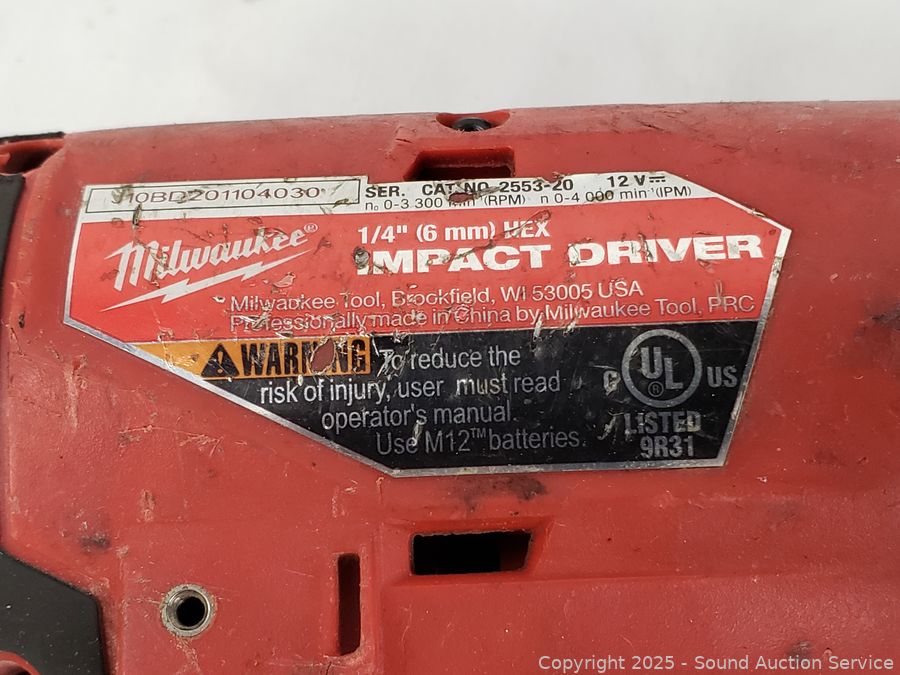 J10BD201104030 SER. CAT NO. 2553-20 12 V
n₀ 0-3 300 min (RPM) n 0-4 000 min⁻¹(IPM)
Milwaukee®
1/4" (6 mm) HEX
IMPACT DRIVER
Milwaukee Tool, Brookfield, WI 53005 USA
Professionally made in China by Milwaukee Tool, PRC
WARNING To reduce the
risk of injury, user must read
operator's manual.
Use M12™ batteries.
C UL® US
LISTED
9R31
Copyright 2025 - Sound Auction Service